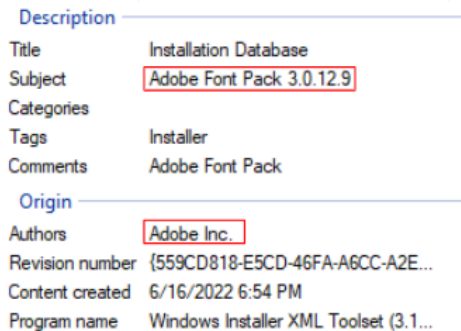 Description
Title Installation Database
Subject Adobe Font Pack 3.0.12.9
Categories
Tags Installer
Comments Adobe Font Pack
Origin
Authors Adobe Inc.
Revision number {559CD818-E5CD-46FA-A6CC-A2E...
Content created 6/16/2022 6:54 PM
Program name Windows Installer XML Toolset (3.1...